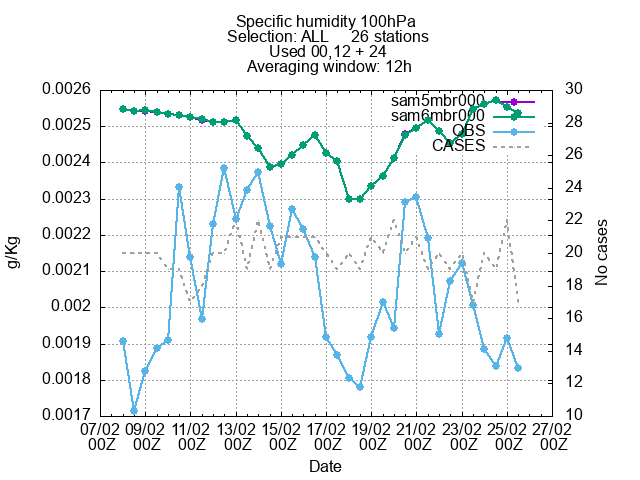 Specific humidity 100hPa
Selection: ALL 26 stations
Used 00,12 + 24
Averaging window: 12h
0.0026
0.0025
0.0024
0.0023
0.0022
0.0021
0.002
0.0019
0.0018
0.0017
g/Kg
30
28
26
24
22
20
18
16
14
12
10
No cases
sam5mbr000
sam6mbr000
OBS
CASES
07/02 09/02 11/02 13/02 15/02 17/02 19/02 21/02 23/02 25/02 27/02
00Z 00Z 00Z 00Z 00Z 00Z 00Z 00Z 00Z 00Z 00Z
Date